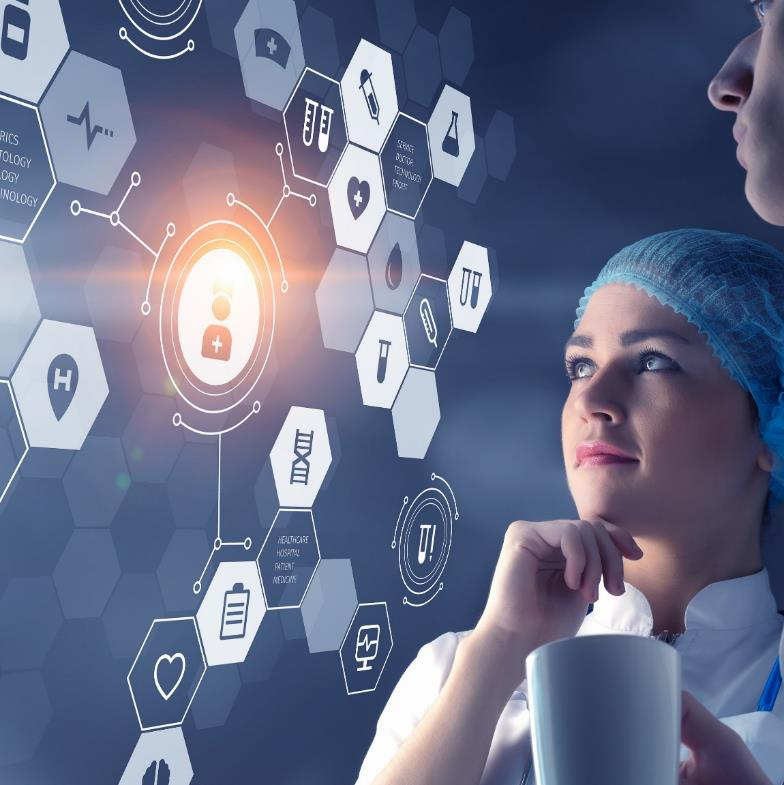 RICS
TOLOGY
LOGY
INOLOGY
SERVICE
DOCTOR
TECHNOLOGY
H
HEALTHCARE
HOSPITAL
PATIENT
MEDICINE